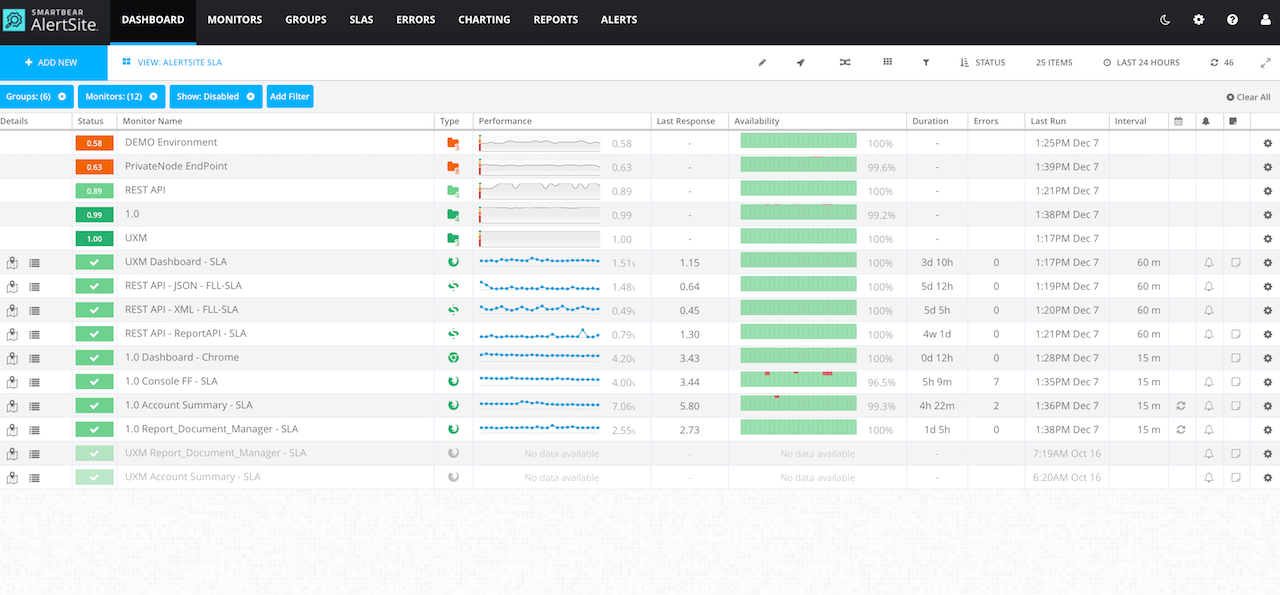 SMARTBEAR
AlertSite
DASHBOARD MONITORS GROUPS SLAS ERRORS CHARTING REPORTS ALERTS
+ ADD NEW VIEW: ALERTSITE SLA STATUS 25 ITEMS LAST 24 HOURS 46
Groups: (6) Monitors: (12) Show: Disabled Add Filter Clear All
Details Status Monitor Name Type Performance Last Response Availability Duration Errors Last Run Interval
0.58 DEMO Environment 0.58 - 100% - 1:25PM Dec 7
0.63 PrivateNode EndPoint 0.63 - 99.6% - 1:39PM Dec 7
0.89 REST API 0.89 - 100% - 1:21PM Dec 7
0.99 1.0 0.99 - 99.2% - 1:38PM Dec 7
1.00 UXM 1.00 - 100% - 1:17PM Dec 7
UXM Dashboard - SLA 1.51s 1.15 100% 3d 10h 0 1:17PM Dec 7 60 m
REST API - JSON - FLL-SLA 1.48s 0.64 100% 5d 12h 0 1:19PM Dec 7 60 m
REST API - XML - FLL-SLA 0.49s 0.45 100% 5d 5h 0 1:20PM Dec 7 60 m
REST API - ReportAPI - SLA 0.79s 1.30 100% 4w 1d 0 1:21PM Dec 7 60 m
1.0 Dashboard - Chrome 4.20s 3.43 100% 0d 12h 0 1:28PM Dec 7 15 m
1.0 Console FF - SLA 4.00s 3.44 96.5% 5h 9m 7 1:35PM Dec 7 15 m
1.0 Account Summary - SLA 7.06s 5.80 99.3% 4h 22m 2 1:36PM Dec 7 15 m
1.0 Report_Document_Manager - SLA 2.55s 2.73 100% 1d 5h 0 1:38PM Dec 7 15 m
UXM Report_Document_Manager - SLA No data available - No data available - 7:19AM Oct 16
UXM Account Summary - SLA No data available - No data available - 6:20AM Oct 16